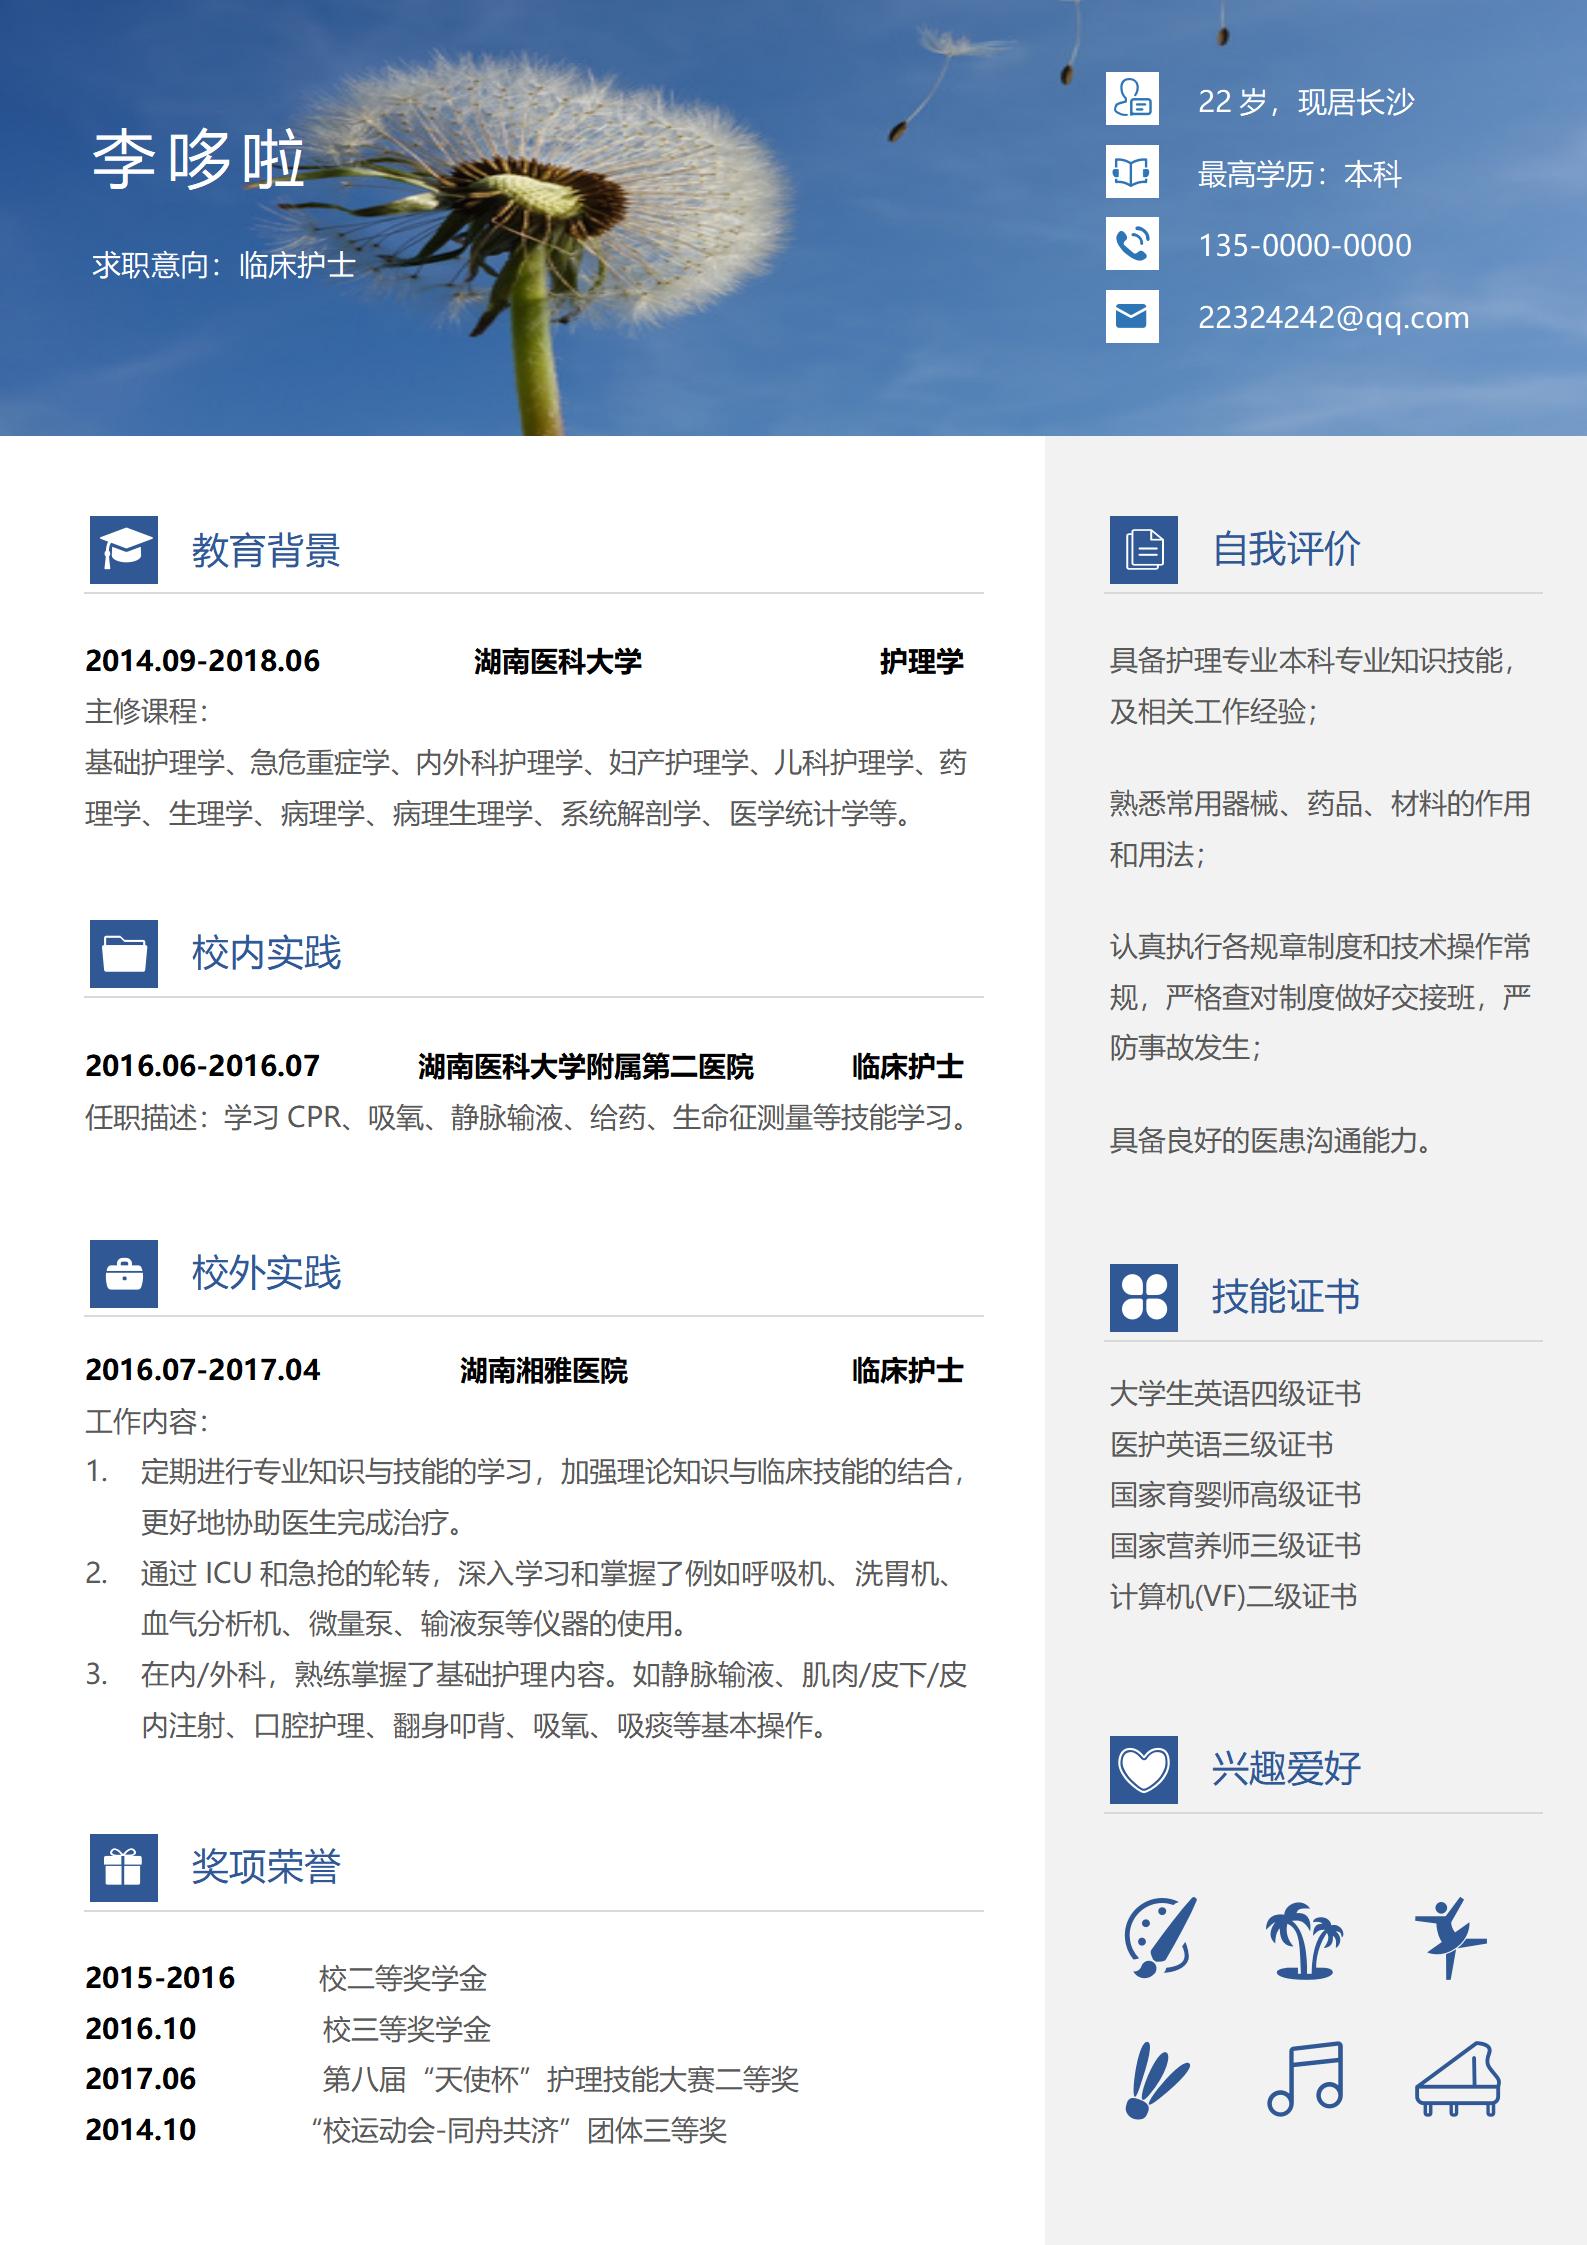 李哆啦
求职意向：临床护士
22 岁，现居长沙
最高学历：本科
135-0000-0000
22324242@qq.com
教育背景
2014.09-2018.06 湖南医科大学 护理学
主修课程：
基础护理学、急危重症学、内外科护理学、妇产护理学、儿科护理学、药
理学、生理学、病理学、病理生理学、系统解剖学、医学统计学等。
校内实践
2016.06-2016.07 湖南医科大学附属第二医院 临床护士
任职描述：学习 CPR、吸氧、静脉输液、给药、生命征测量等技能学习。
校外实践
2016.07-2017.04 湖南湘雅医院 临床护士
工作内容：
1. 定期进行专业知识与技能的学习，加强理论知识与临床技能的结合，
更好地协助医生完成治疗。
2. 通过 ICU 和急抢的轮转，深入学习和掌握了例如呼吸机、洗胃机、
血气分析机、微量泵、输液泵等仪器的使用。
3. 在内/外科，熟练掌握了基础护理内容。如静脉输液、肌肉/皮下/皮
内注射、口腔护理、翻身叩背、吸氧、吸痰等基本操作。
奖项荣誉
2015-2016 校二等奖学金
2016.10 校三等奖学金
2017.06 第八届“天使杯”护理技能大赛二等奖
2014.10 “校运动会-同舟共济”团体三等奖
自我评价
具备护理专业本科专业知识技能，
及相关工作经验；
熟悉常用器械、药品、材料的作用
和用法；
认真执行各规章制度和技术操作常
规，严格查对制度做好交接班，严
防事故发生；
具备良好的医患沟通能力。
技能证书
大学生英语四级证书
医护英语三级证书
国家育婴师高级证书
国家营养师三级证书
计算机(VF)二级证书
兴趣爱好